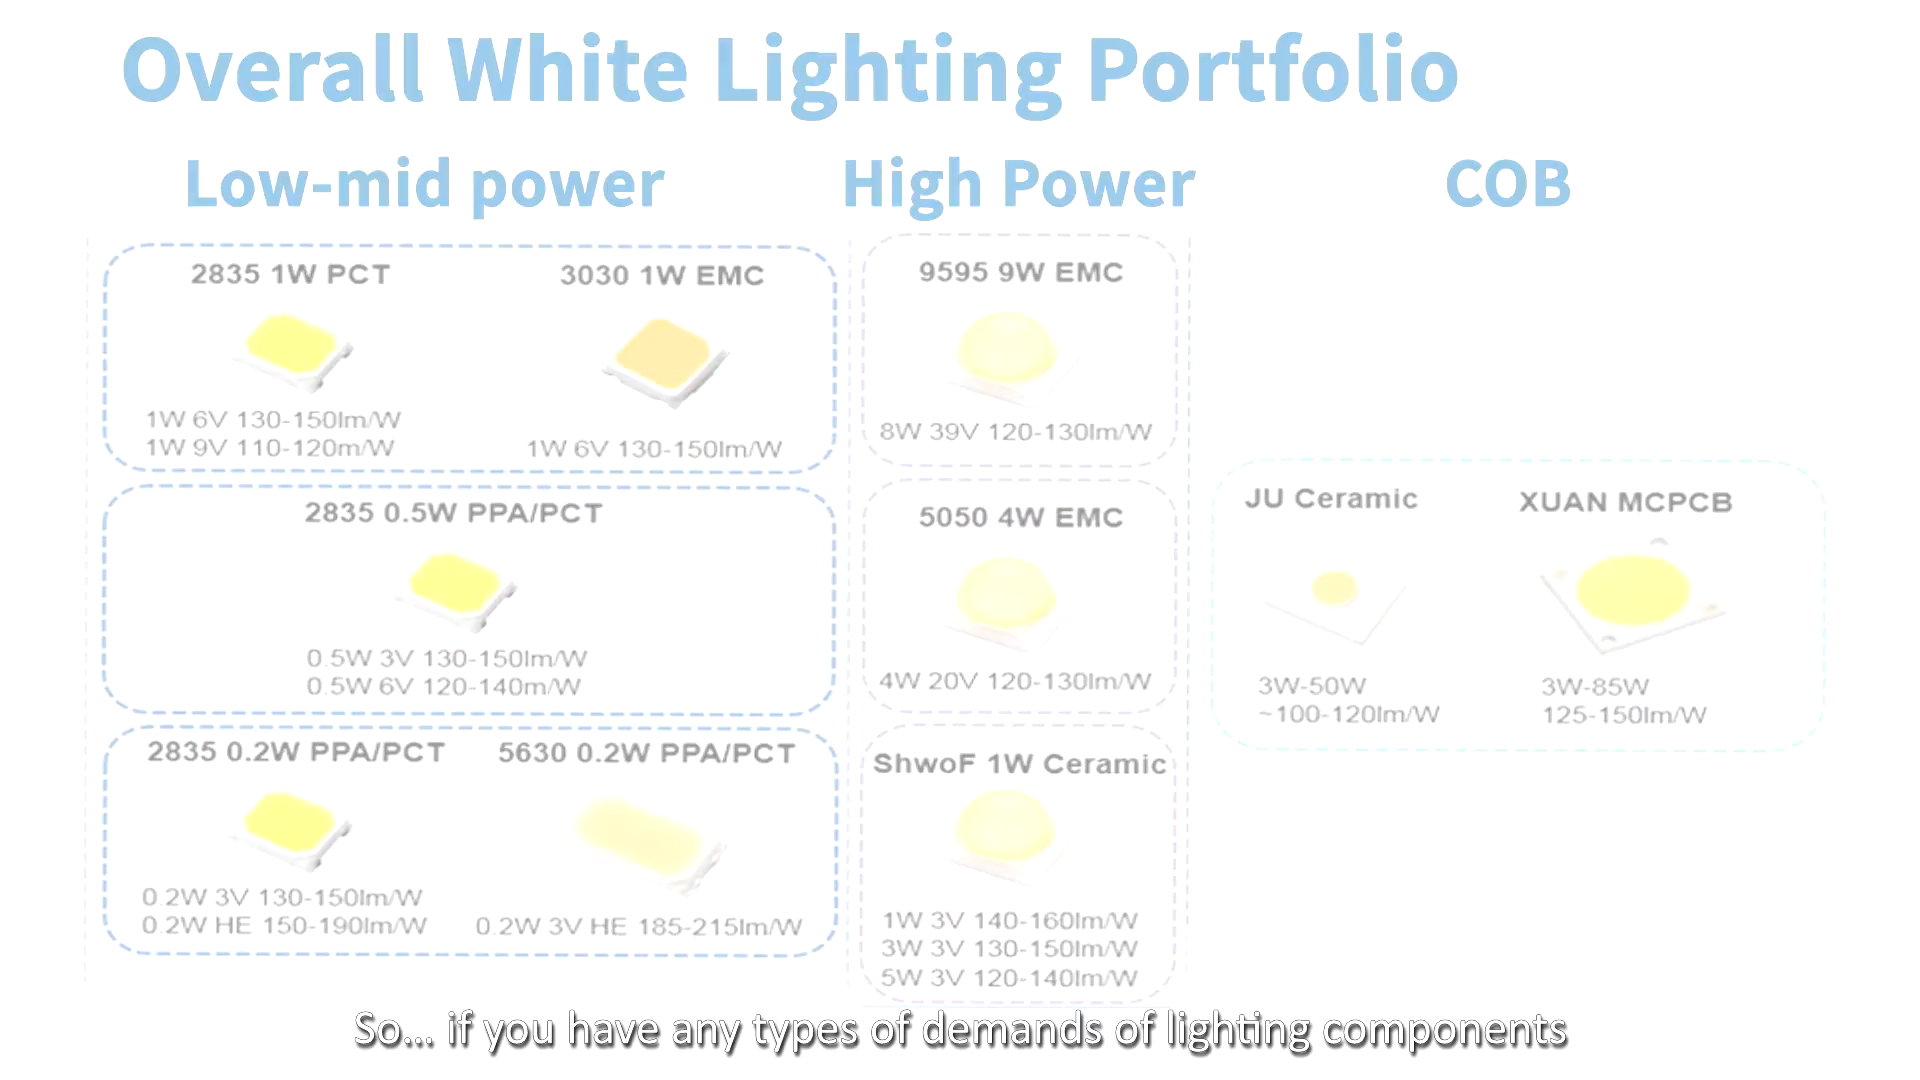 Overall White Lighting Portfolio
Low-mid power
High Power
COB
2835 1W PCT
1W 6V 130-150lm/W
1W 9V 110-120m/W
3030 1W EMC
1W 6V 130-150lm/W
2835 0.5W PPA/PCT
0.5W 3V 130-150lm/W
0.5W 6V 120-140m/W
2835 0.2W PPA/PCT
0.2W 3V 130-150lm/W
0.2W HE 150-190lm/W
5630 0.2W PPA/PCT
0.2W 3V HE 185-215lm/W
9595 9W EMC
8W 39V 120-130lm/W
5050 4W EMC
4W 20V 120-130lm/W
ShwoF 1W Ceramic
1W 3V 140-160lm/W
3W 3V 130-150lm/W
5W 3V 120-140lm/W
JU Ceramic
3W-50W
~100-120lm/W
XUAN MCPCB
3W-85W
125-150lm/W
So... if you have any types of demands of lighting components